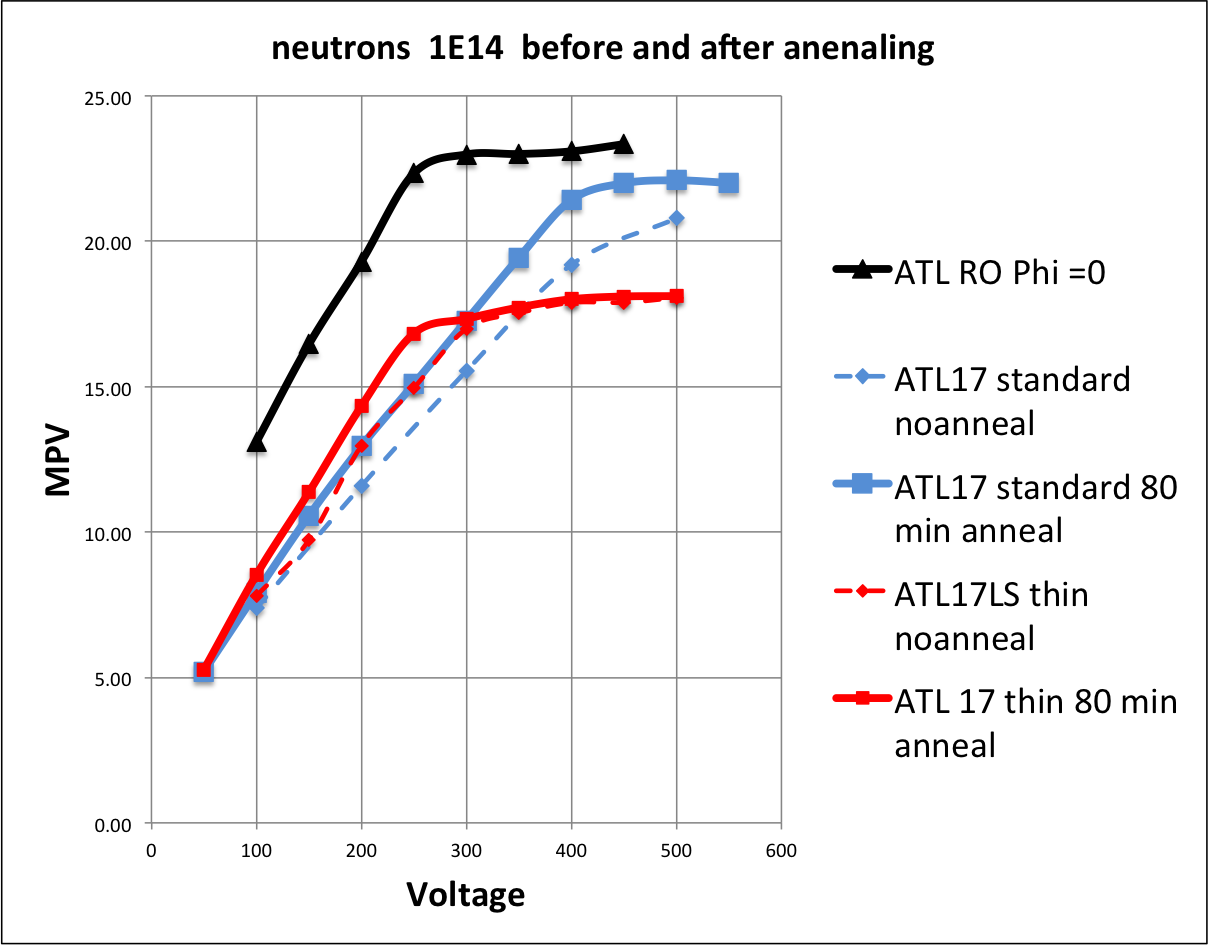 neutrons 1E14 before and after anenaling
25.00
20.00
15.00
10.00
5.00
0.00
MPV
0 100 200 300 400 500 600
Voltage
ATL RO Phi =0
ATL17 standard
noanneal
ATL17 standard 80
min anneal
ATL17LS thin
noanneal
ATL 17 thin 80 min
anneal